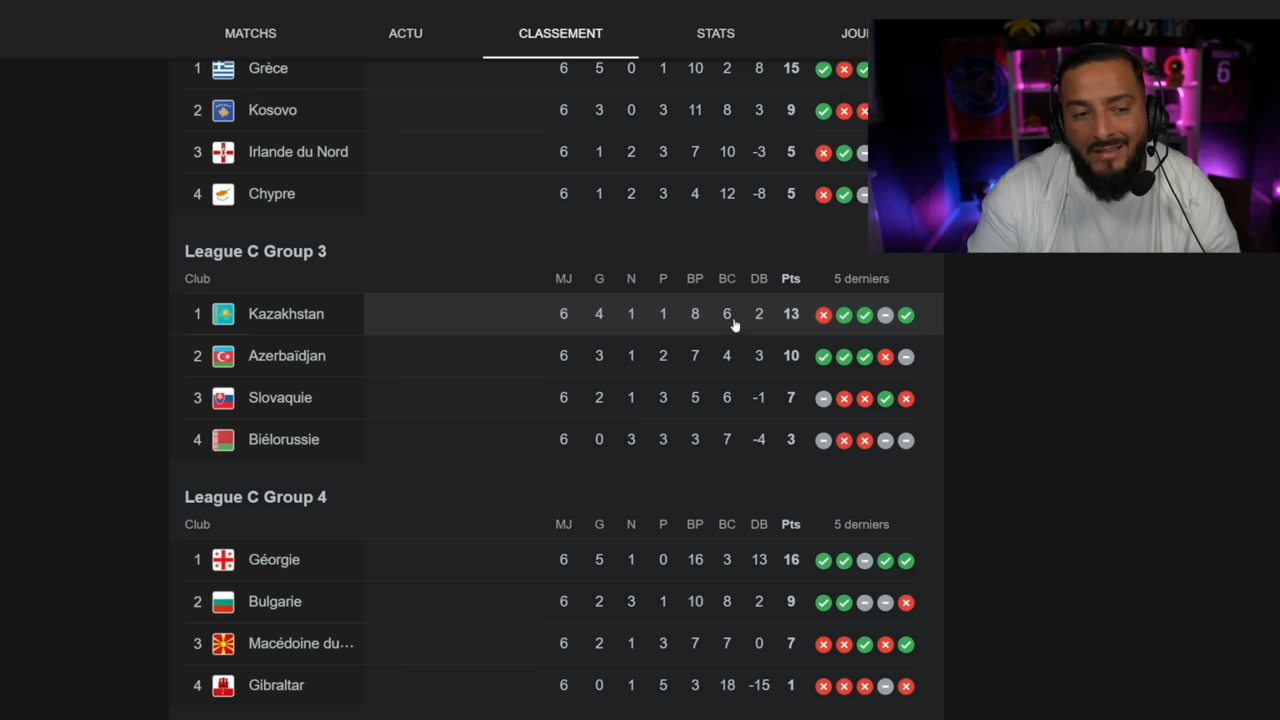 MATCHS ACTU CLASSEMENT STATS JOU
1 Grèce 6 5 0 1 10 2 8 15
2 Kosovo 6 3 0 3 11 8 3 9
3 Irlande du Nord 6 1 2 3 7 10 -3 5
4 Chypre 6 1 2 3 4 12 -8 5
League C Group 3
Club MJ G N P BP BC DB Pts 5 derniers
1 Kazakhstan 6 4 1 1 8 6 2 13
2 Azerbaïdjan 6 3 1 2 7 4 3 10
3 Slovaquie 6 2 1 3 5 6 -1 7
4 Biélorussie 6 0 3 3 3 7 -4 3
League C Group 4
Club MJ G N P BP BC DB Pts 5 derniers
1 Géorgie 6 5 1 0 16 3 13 16
2 Bulgarie 6 2 3 1 10 8 2 9
3 Macédoine du... 6 2 1 3 7 7 0 7
4 Gibraltar 6 0 1 5 3 18 -15 1
6